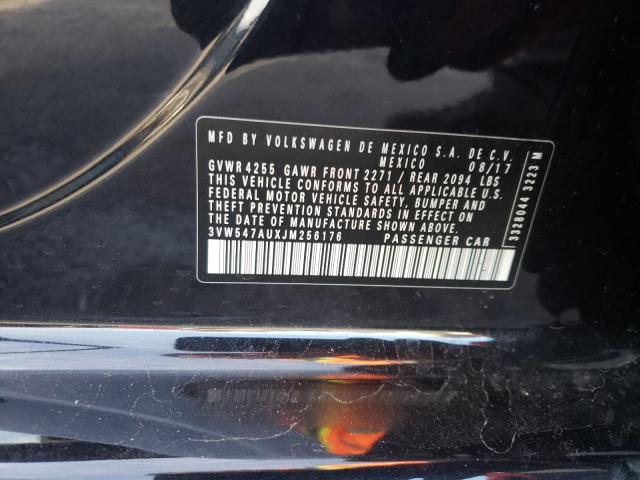 MFD BY VOLKSWAGEN DE MEXICO S.A. DE C.V.
MEXICO 08/17
GVWR 4255 GAWR FRONT 2271 / REAR 2094 LBS
THIS VEHICLE CONFORMS TO ALL APPLICABLE U.S.
FEDERAL MOTOR VEHICLE SAFETY, BUMPER AND
THEFT PREVENTION STANDARDS IN EFFECT ON
THE DATE OF MANUFACTURE SHOWN ABOVE.
3VW547AUXJM256176 PASSENGER CAR
3328044 3223 M